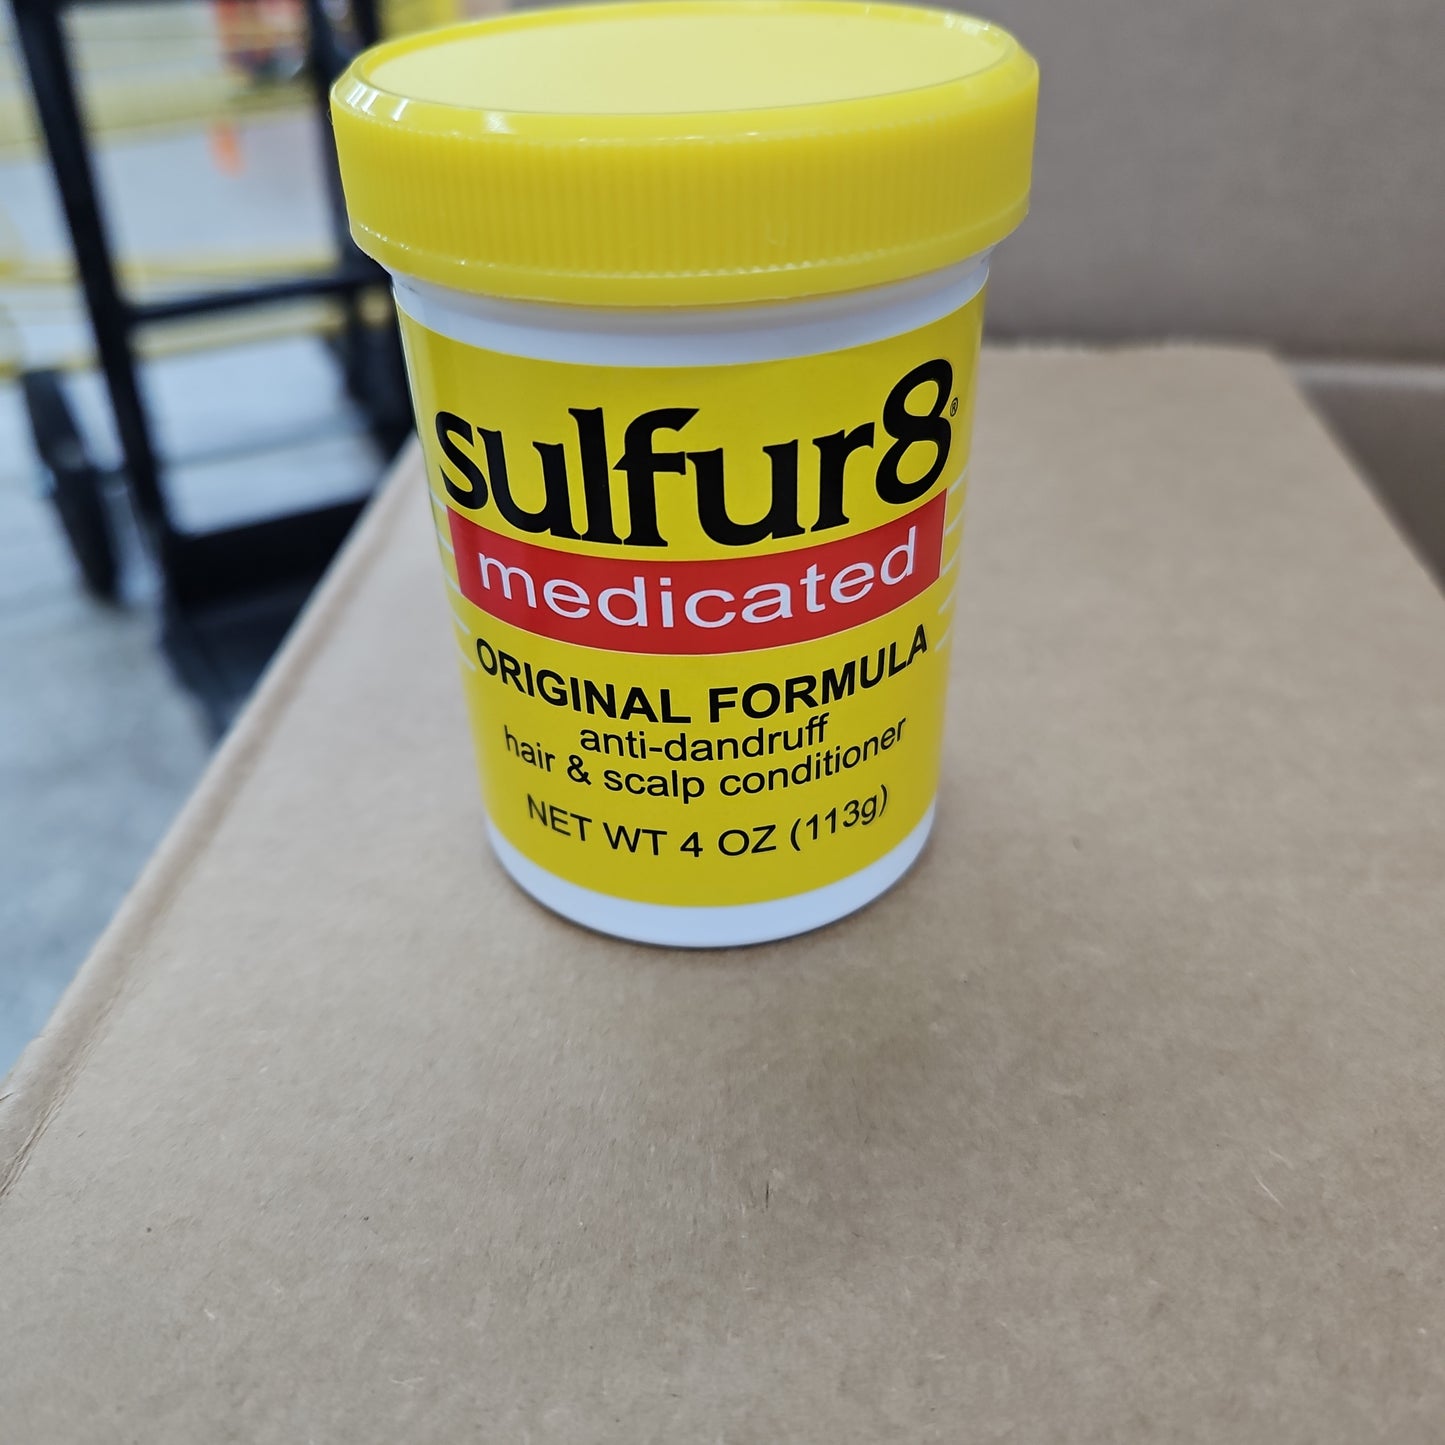 sulfur8®
medicated
ORIGINAL FORMULA
anti-dandruff
hair & scalp conditioner
NET WT 4 OZ (113g)